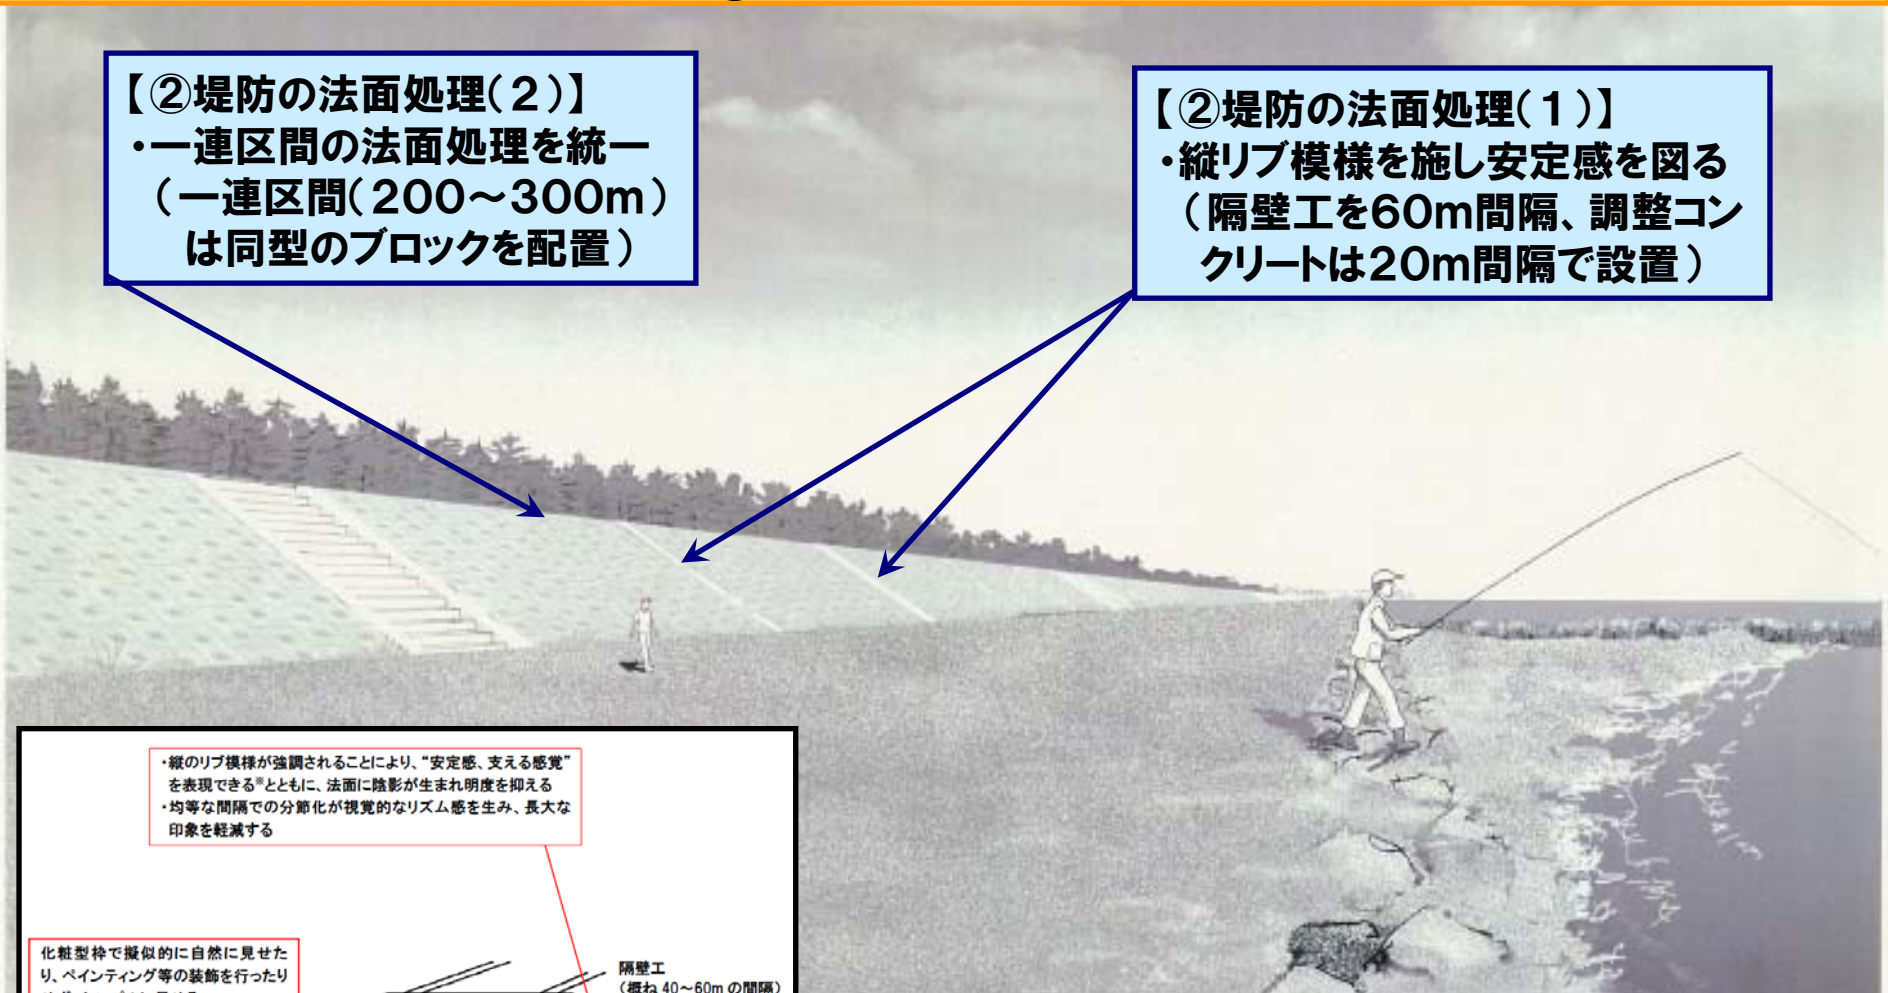 【②堤防の法面処理(2)】
・一連区間の法面処理を統一
(一連区間(200~300m)
は同型のブロックを配置)
【②堤防の法面処理(1)】
・縦リブ模様を施し安定感を図る
(隔壁工を60m間隔、調整コン
クリートは20m間隔で設置)
・縦のリブ模様が強調されることにより、“安定感、支える感覚”
を表現できる※とともに、法面に陰影が生まれ明度を抑える
・均等な間隔での分節化が視覚的なリズム感を生み、長大な
印象を軽減する
化粧型枠で擬似的に自然に見せた
り、ペインティング等の装飾を行ったり
隔壁工
(概ね 40~60m の間隔)